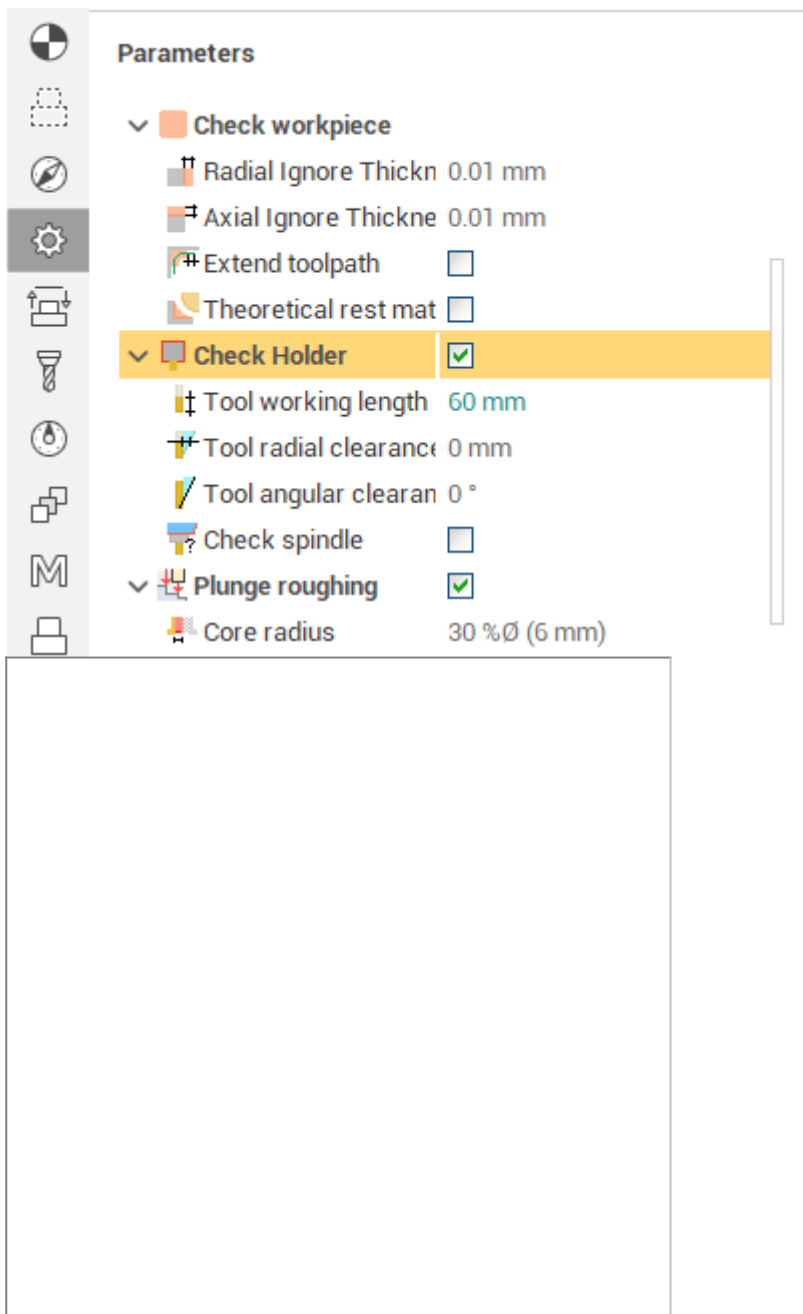 Parameters
Check workpiece
Radial Ignore Thickn 0.01 mm
Axial Ignore Thickne 0.01 mm
Extend toolpath
Theoretical rest mat
Check Holder
Tool working length 60 mm
Tool radial clearance 0 mm
Tool angular clearan 0 °
Check spindle
Plunge roughing
Core radius 30 %Ø (6 mm)